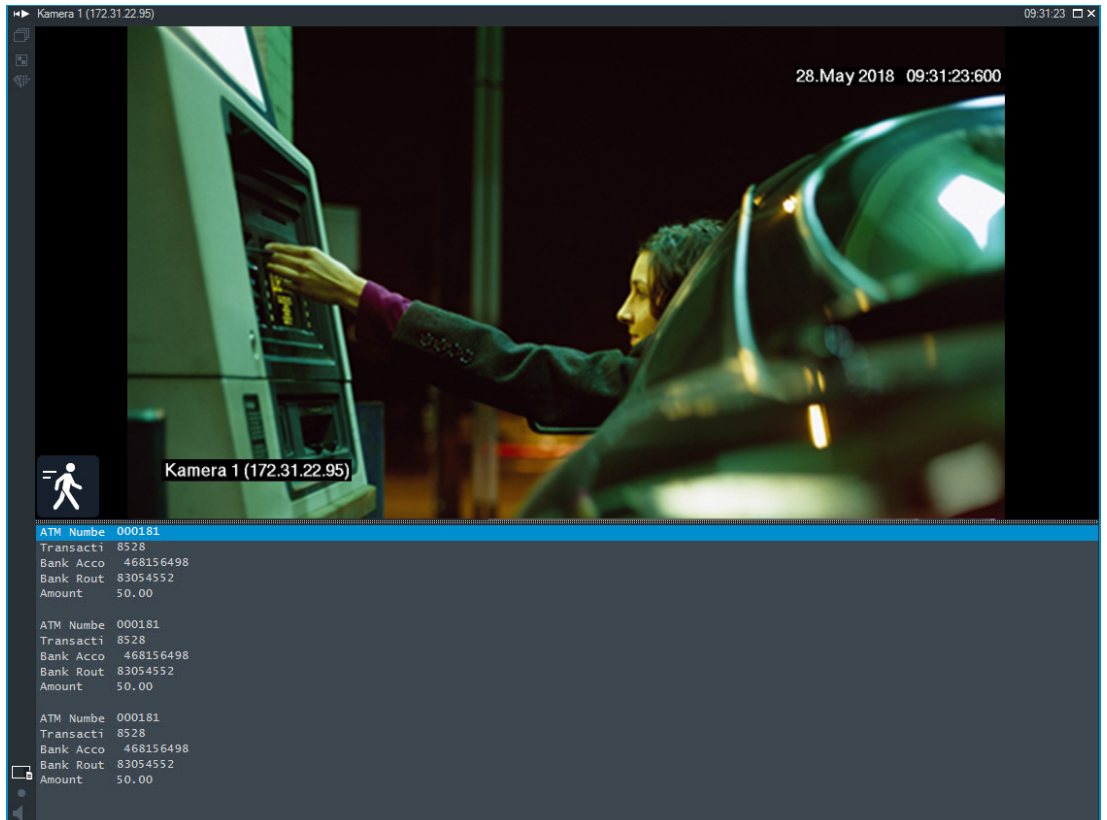 Kamera 1 (172.31.22.95) 09:31:23
28.May 2018 09:31:23:600
Kamera 1 (172.31.22.95)
ATM Numbe 000181
Transacti 8528
Bank Acco 468156498
Bank Rout 83054552
Amount 50.00
ATM Numbe 000181
Transacti 8528
Bank Acco 468156498
Bank Rout 83054552
Amount 50.00
ATM Numbe 000181
Transacti 8528
Bank Acco 468156498
Bank Rout 83054552
Amount 50.00